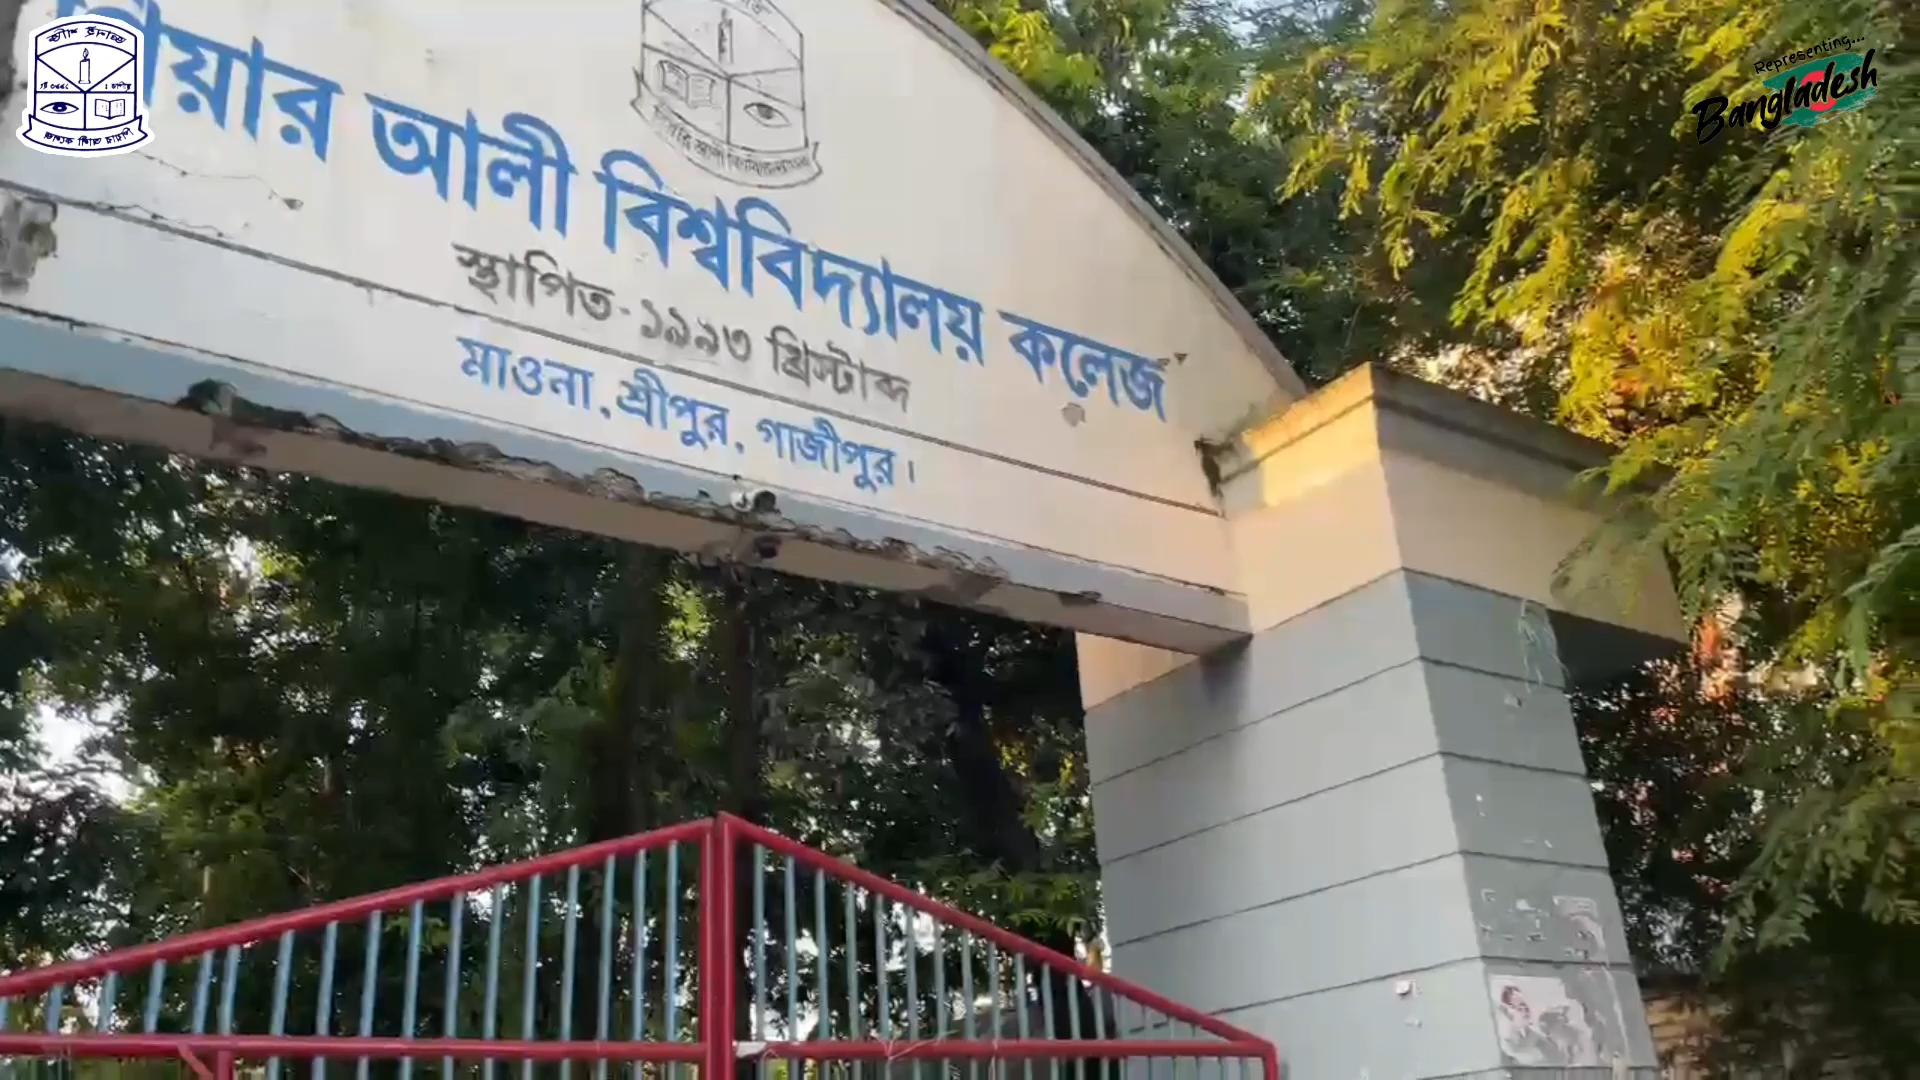 Representing...
Bangladesh
িয়ার আলী বিশ্ববিদ্যালয় কলেজ
স্থাপিত - ১৯৯৩ খ্রিস্টাব্দ
মাওনা, শ্রীপুর, গাজীপুর।